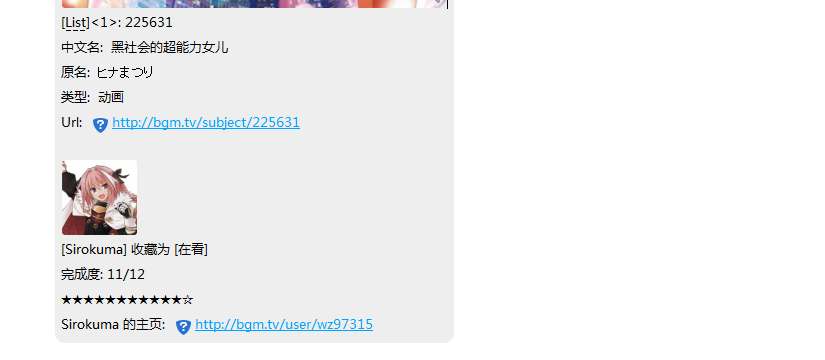 [List]<1>: 225631
中文名: 黑社会的超能力女儿
原名: ヒナまつり
类型: 动画
Url: http://bgm.tv/subject/225631
[Sirokuma] 收藏为 [在看]
完成度: 11/12
★★★★★★★★★★★☆
Sirokuma 的主页: http://bgm.tv/user/wz97315